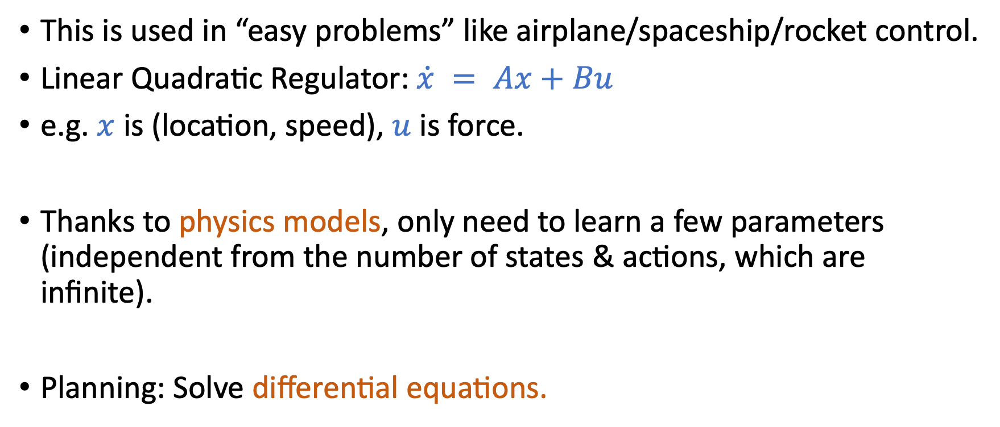 • This is used in “easy problems” like airplane/spaceship/rocket control.
• Linear Quadratic Regulator: ẋ = Ax + Bu
• e.g. x is (location, speed), u is force.
• Thanks to physics models, only need to learn a few parameters
(independent from the number of states & actions, which are
infinite).
• Planning: Solve differential equations.